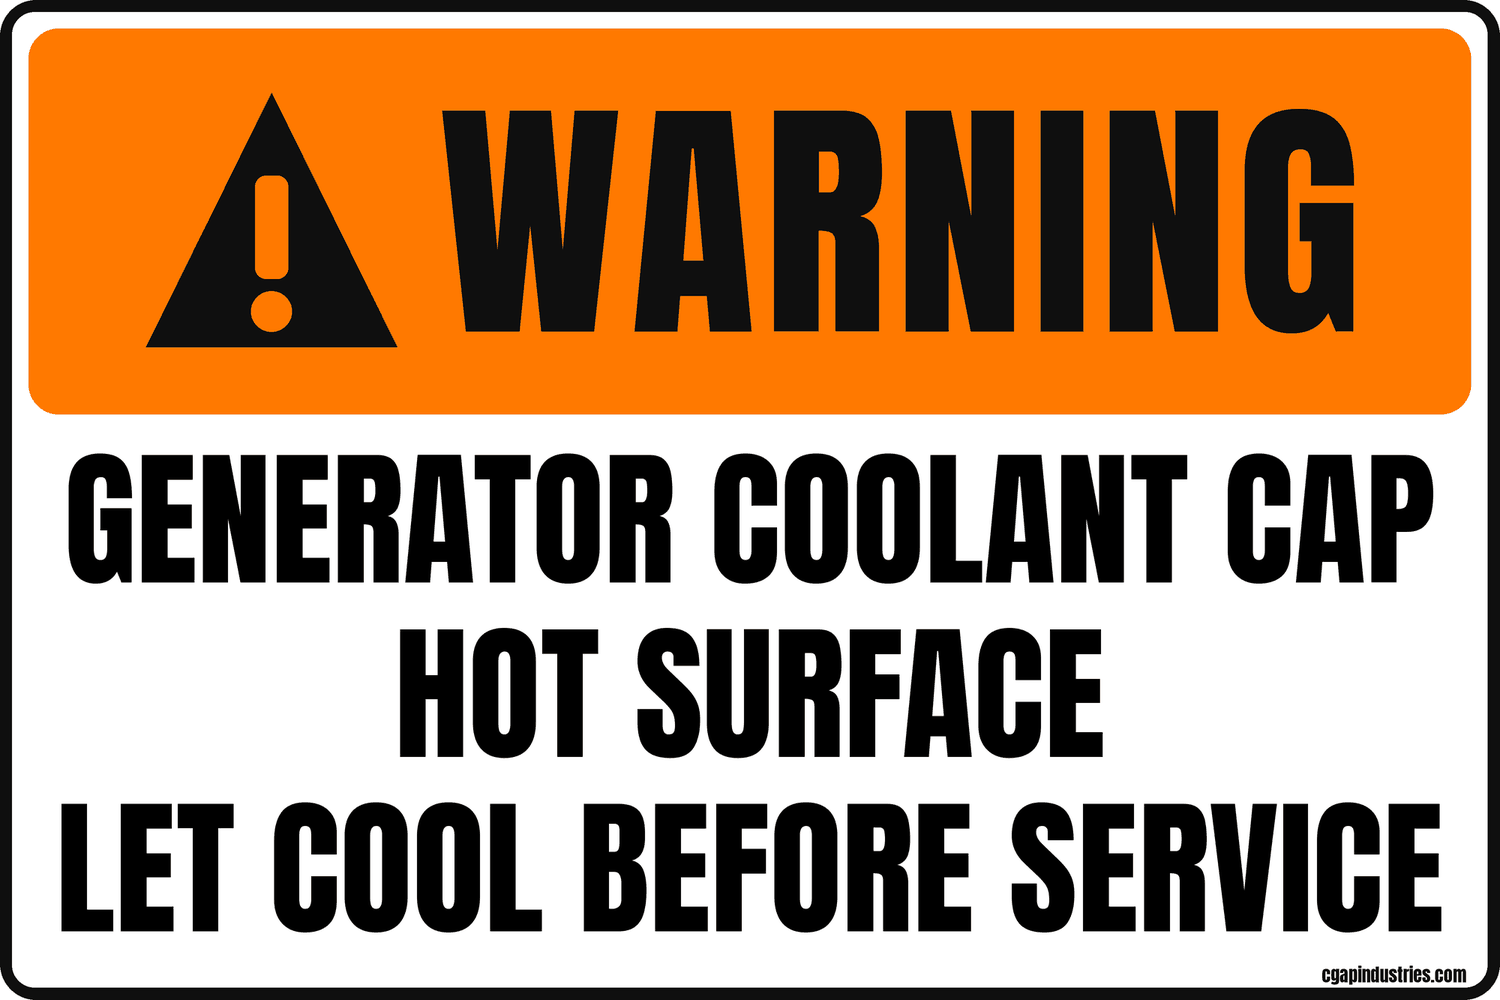 WARNING
GENERATOR COOLANT CAP
HOT SURFACE
LET COOL BEFORE SERVICE
cgapindustries.com